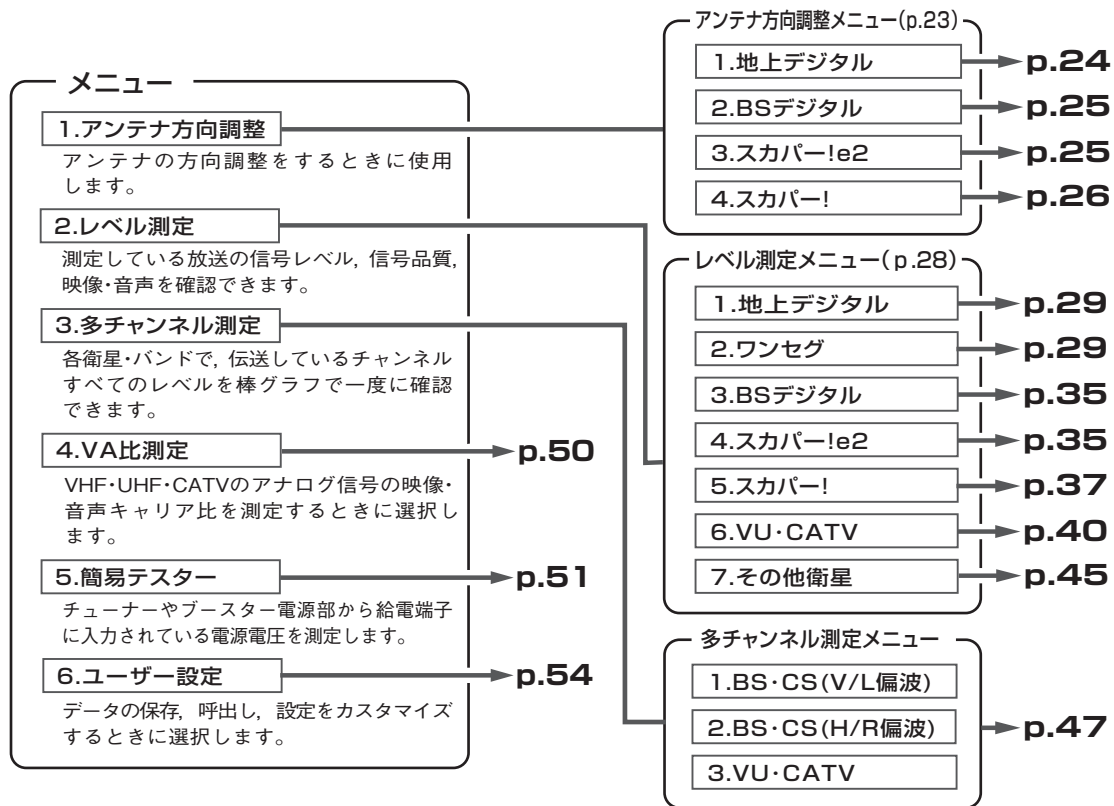 メニュー
1.アンテナ方向調整
アンテナの方向調整をするときに使用
します。
2.レベル測定
測定している放送の信号レベル, 信号品質,
映像・音声を確認できます。
3.多チャンネル測定
各衛星・バンドで, 伝送しているチャンネル
すべてのレベルを棒グラフで一度に確認
できます。
4.VA比測定
p.50
VHF・UHF・CATVのアナログ信号の映像・
音声キャリア比を測定するときに選択し
ます。
5.簡易テスター
p.51
チューナーやブースター電源部から給電端子
に入力されている電源電圧を測定します。
6.ユーザー設定
p.54
データの保存, 呼出し, 設定をカスタマイズ
するときに選択します。
アンテナ方向調整メニュー(p.23)
1.地上デジタル
p.24
2.BSデジタル
p.25
3.スカパー!e2
p.25
4.スカパー!
p.26
レベル測定メニュー(p.28)
1.地上デジタル
p.29
2.ワンセグ
p.29
3.BSデジタル
p.35
4.スカパー!e2
p.35
5.スカパー!
p.37
6.VU・CATV
p.40
7.その他衛星
p.45
多チャンネル測定メニュー
1.BS・CS(V/L偏波)
2.BS・CS(H/R偏波)
p.47
3.VU・CATV